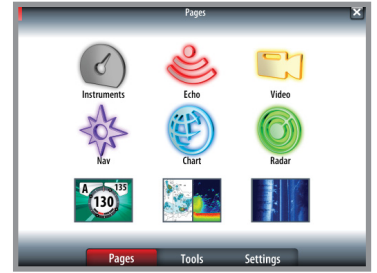 Pages
Instruments Echo Video
Nav Chart Radar
A 135
130
Pages Tools Settings